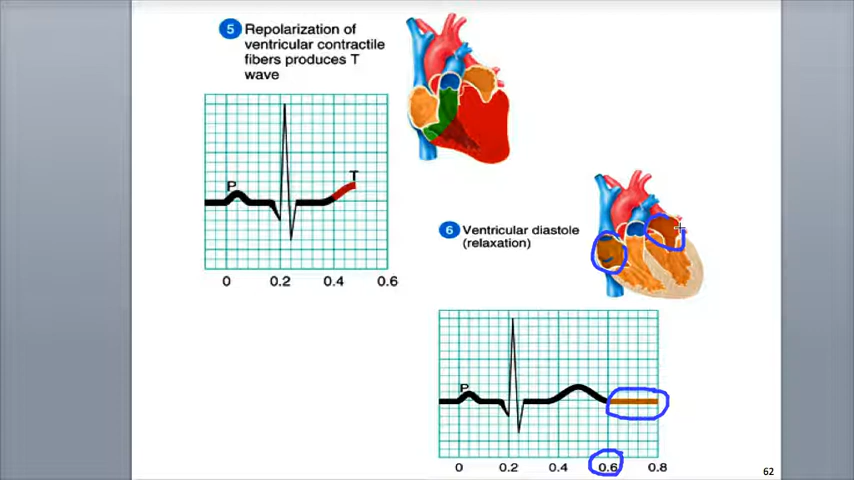 5 Repolarization of
ventricular contractile
fibers produces T
wave
P
T
0 0.2 0.4 0.6
6 Ventricular diastole
(relaxation)
P
0 0.2 0.4 0.6 0.8
62